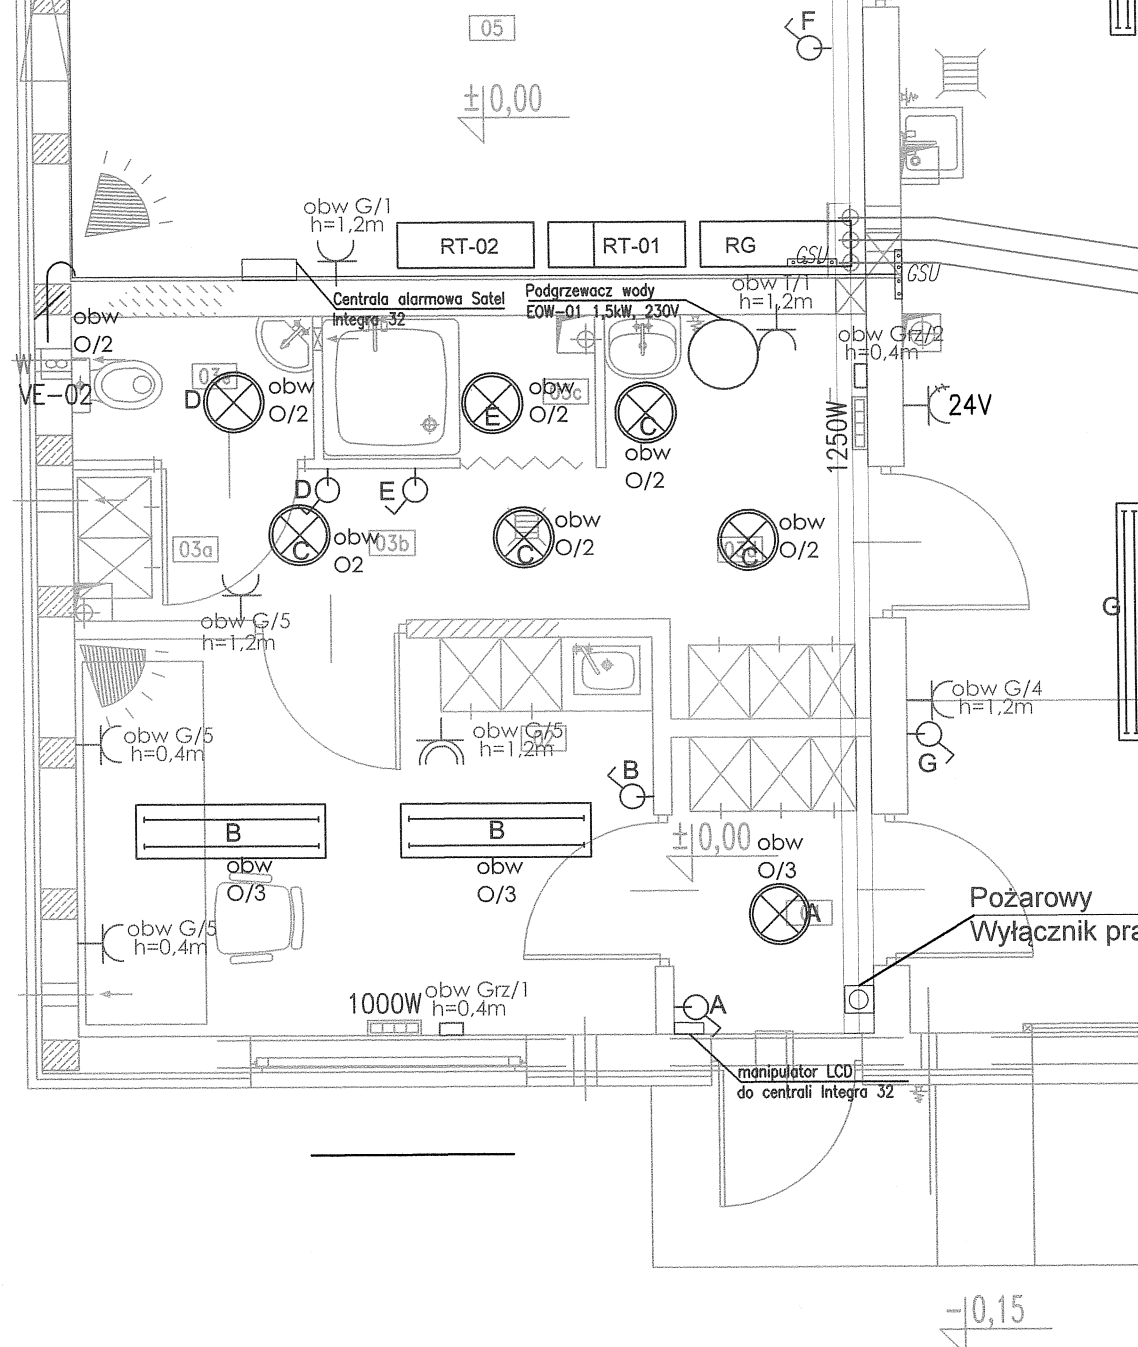 05
F
±0,00
obw G/1
h=1,2m
RT-02
RT-01
RG
GSU
GSU
obw T/1
h=1,2m
Centrala alarmowa Satel
Integra 32
Podgrzewacz wody
EOW-01 1,5kW, 230V
obw
O/2
obw Grz/2
h=0,4m
W
VE-02
D
obw
O/2
E
obw
O/2
03c
C
obw
O/2
1250W
24V
D
E
C
obw
O2
03b
03a
C
obw
O/2
C
obw
O/2
G
obw G/5
h=1,2m
obw G/4
h=1,2m
G
obw G/5
h=0,4m
obw G/5
h=1,2m
02
B
B
obw
O/3
B
obw
O/3
±0,00
obw
O/3
A
Pożarowy
Wyłącznik prą
obw G/5
h=0,4m
1000W
obw Grz/1
h=0,4m
A
manipulator LCD
do centrali Integra 32
-0,15